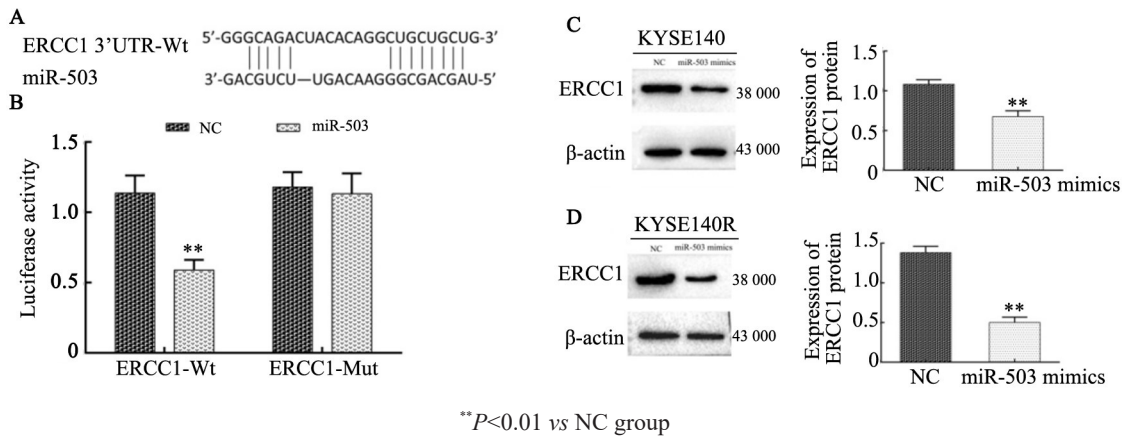 A
ERCC1 3’UTR-Wt 5’-GGGCAGACUACACAGGCUGCUGCUG-3’
miR-503 3’-GACGUCU—UGACAAGGGCGACGAU-5’
B
NC
miR-503
Luciferase activity
1.5
1.0
0.5
0
**
ERCC1-Wt
ERCC1-Mut
C
KYSE140
NC miR-503 mimics
ERCC1 38 000
β-actin 43 000
Expression of
ERCC1 protein
1.5
1.0
0.5
0
**
NC miR-503 mimics
D
KYSE140R
NC miR-503 mimics
ERCC1 38 000
β-actin 43 000
Expression of
ERCC1 protein
1.5
1.0
0.5
0
**
NC miR-503 mimics
**P<0.01 vs NC group